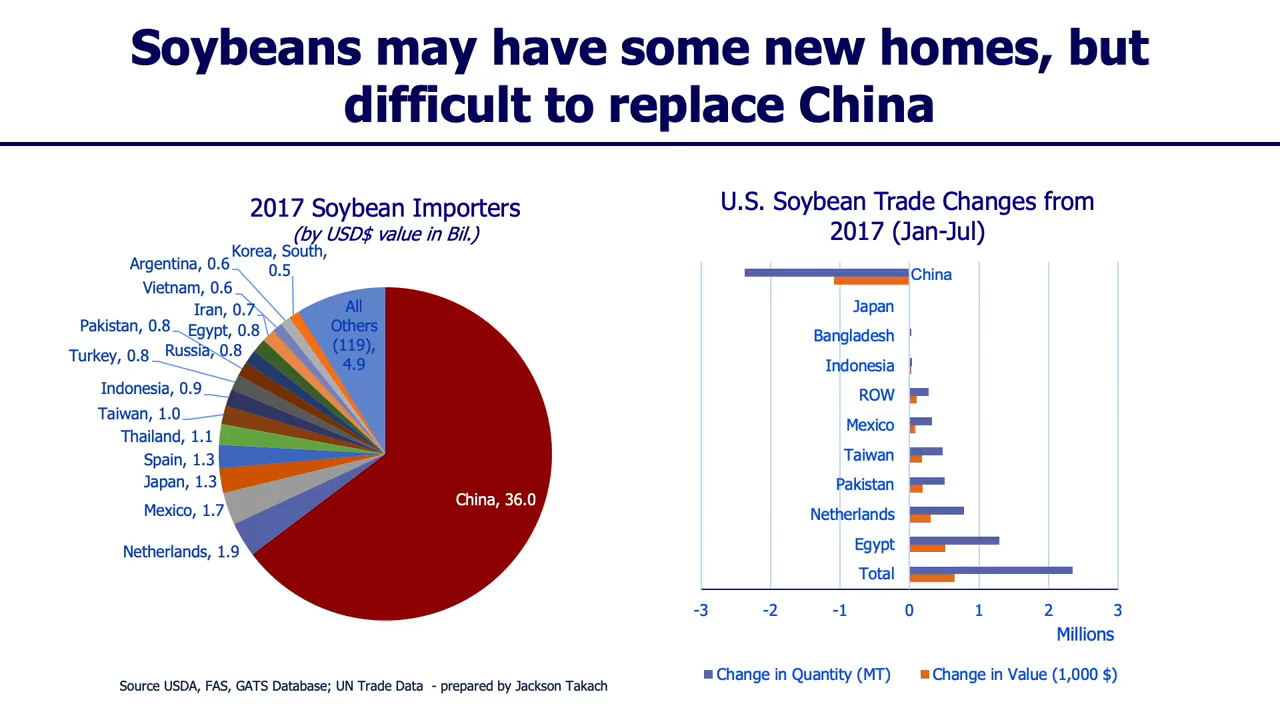 Soybeans may have some new homes, but
difficult to replace China
2017 Soybean Importers
(by USD$ value in Bil.)
Korea, South,
0.5
Argentina, 0.6
Vietnam, 0.6
Iran, 0.7
Egypt, 0.8
Pakistan, 0.8
Russia, 0.8
Turkey, 0.8
Indonesia, 0.9
Taiwan, 1.0
Thailand, 1.1
Spain, 1.3
Japan, 1.3
Mexico, 1.7
Netherlands, 1.9
All
Others
(119),
4.9
China, 36.0
Source USDA, FAS, GATS Database; UN Trade Data - prepared by Jackson Takach
U.S. Soybean Trade Changes from
2017 (Jan-Jul)
China
Japan
Bangladesh
Indonesia
ROW
Mexico
Taiwan
Pakistan
Netherlands
Egypt
Total
-3 -2 -1 0 1 2 3
Millions
Change in Quantity (MT) Change in Value (1,000 $)